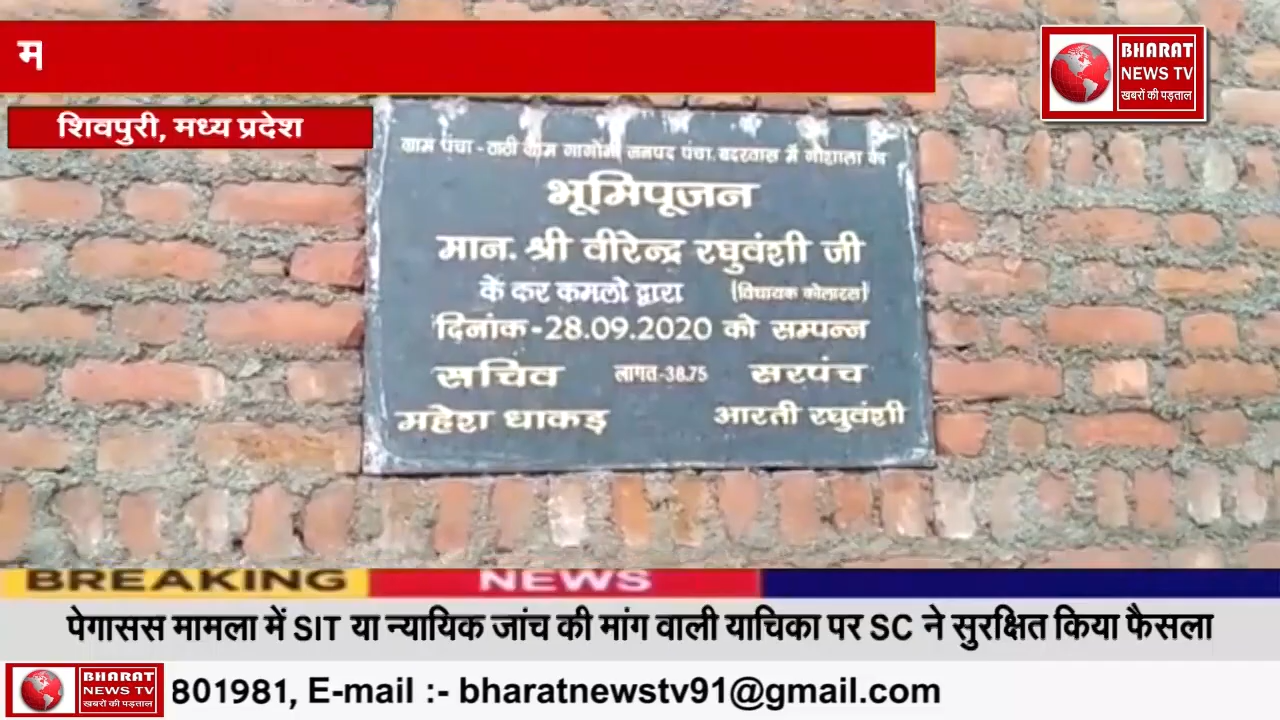 म
BHARAT
NEWS TV
खबरों की पड़ताल
शिवपुरी, मध्य प्रदेश
ग्राम पंचा - ग्राम जनपद पंचा. बदरवास में गौशाला का
भूमिपूजन
मान. श्री वीरेन्द्र रघुवंशी जी
के कर कमलो द्वारा (विधायक कोलारस)
दिनांक-28.09.2020 को सम्पन्न
सचिव लागत-38.75 सरपंच
महेश धाकड़ आरती रघुवंशी
BREAKING NEWS
पेगासस मामला में SIT या न्यायिक जांच की मांग वाली याचिका पर SC ने सुरक्षित किया फैसला
BHARAT
NEWS TV
खबरों की पड़ताल
801981, E-mail :- bharatnewstv91@gmail.com